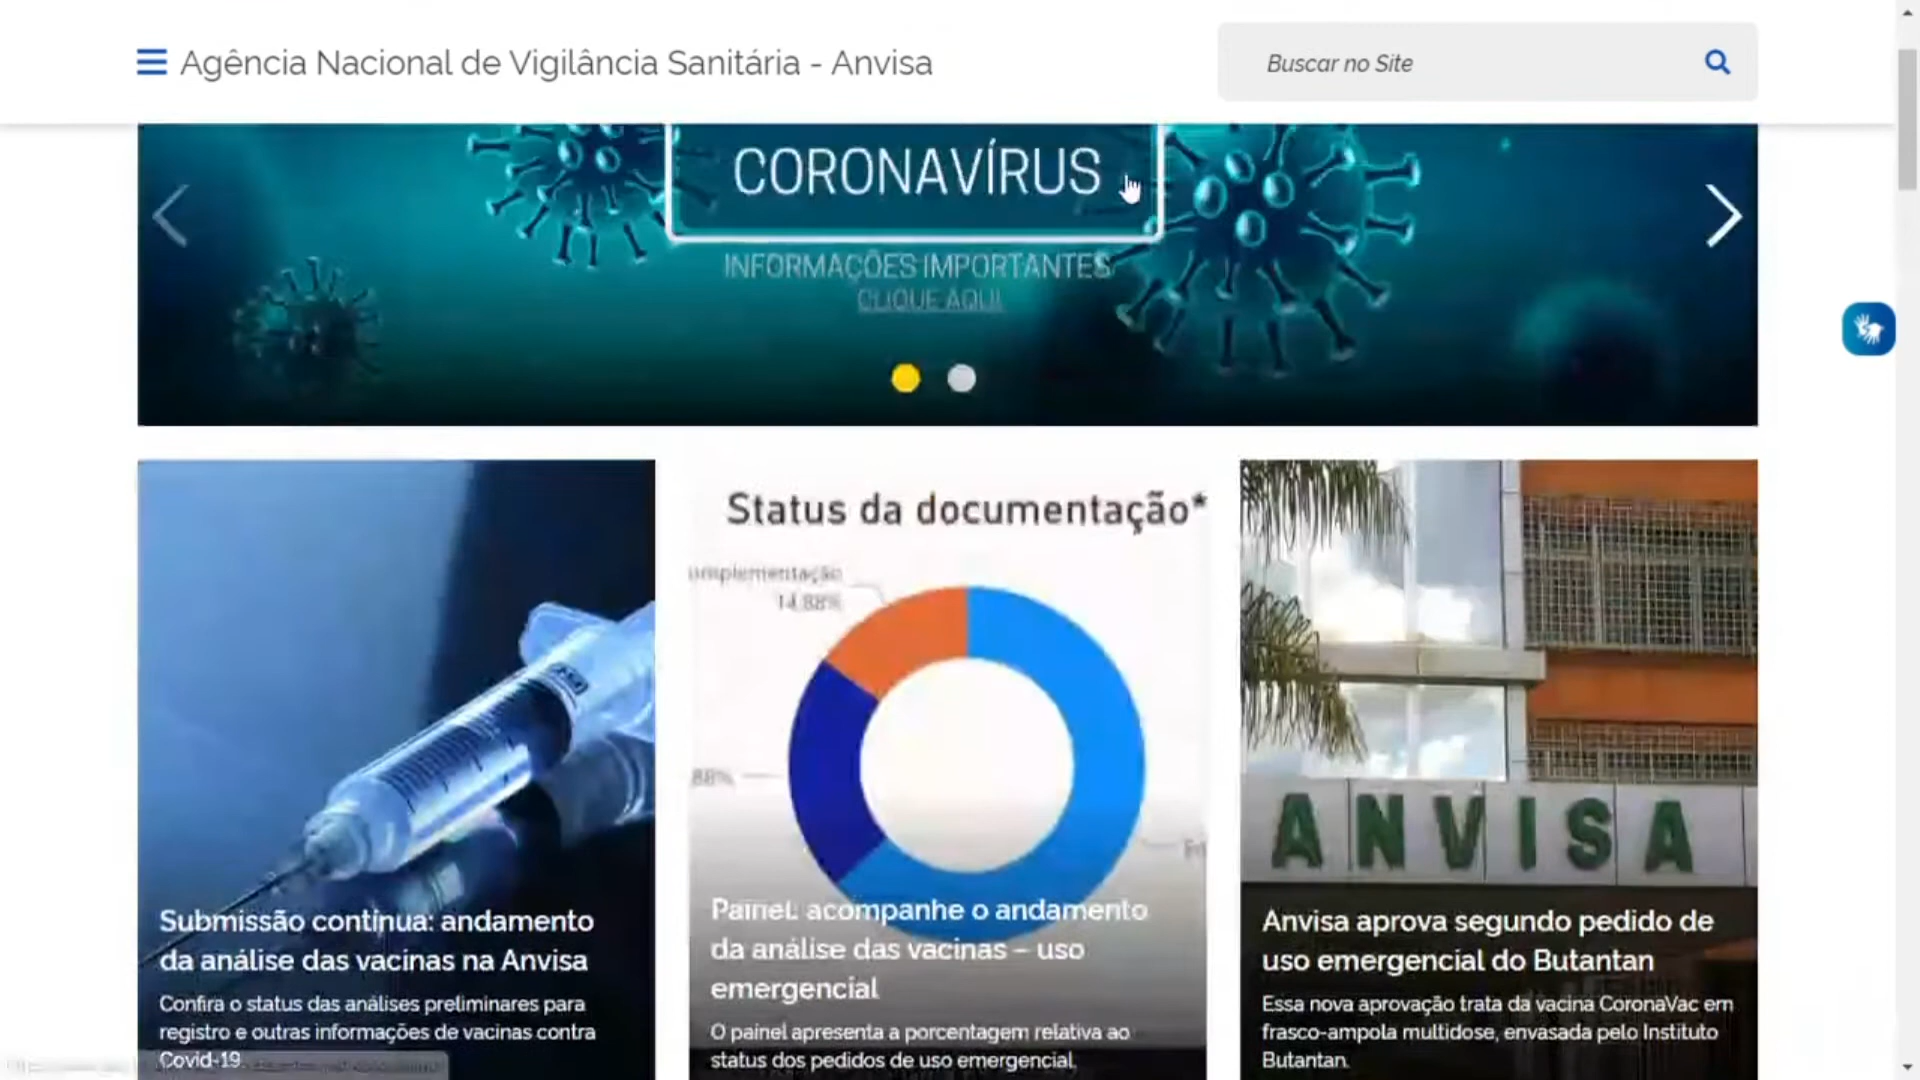 Agência Nacional de Vigilância Sanitária - Anvisa
Buscar no Site
CORONAVÍRUS
INFORMAÇÕES IMPORTANTES
CLIQUE AQUI
Status da documentação*
14,88%
88%
ANVISA
Submissão contínua: andamento
da análise das vacinas na Anvisa
Confira o status das análises preliminares para
registro e outras informações de vacinas contra
Covid-19
Painel: acompanhe o andamento
da análise das vacinas – uso
emergencial
O painel apresenta a porcentagem relativa ao
status dos pedidos de uso emergencial.
Anvisa aprova segundo pedido de
uso emergencial do Butantan
Essa nova aprovação trata da vacina CoronaVac em
frasco-ampola multidose, envasada pelo Instituto
Butantan.